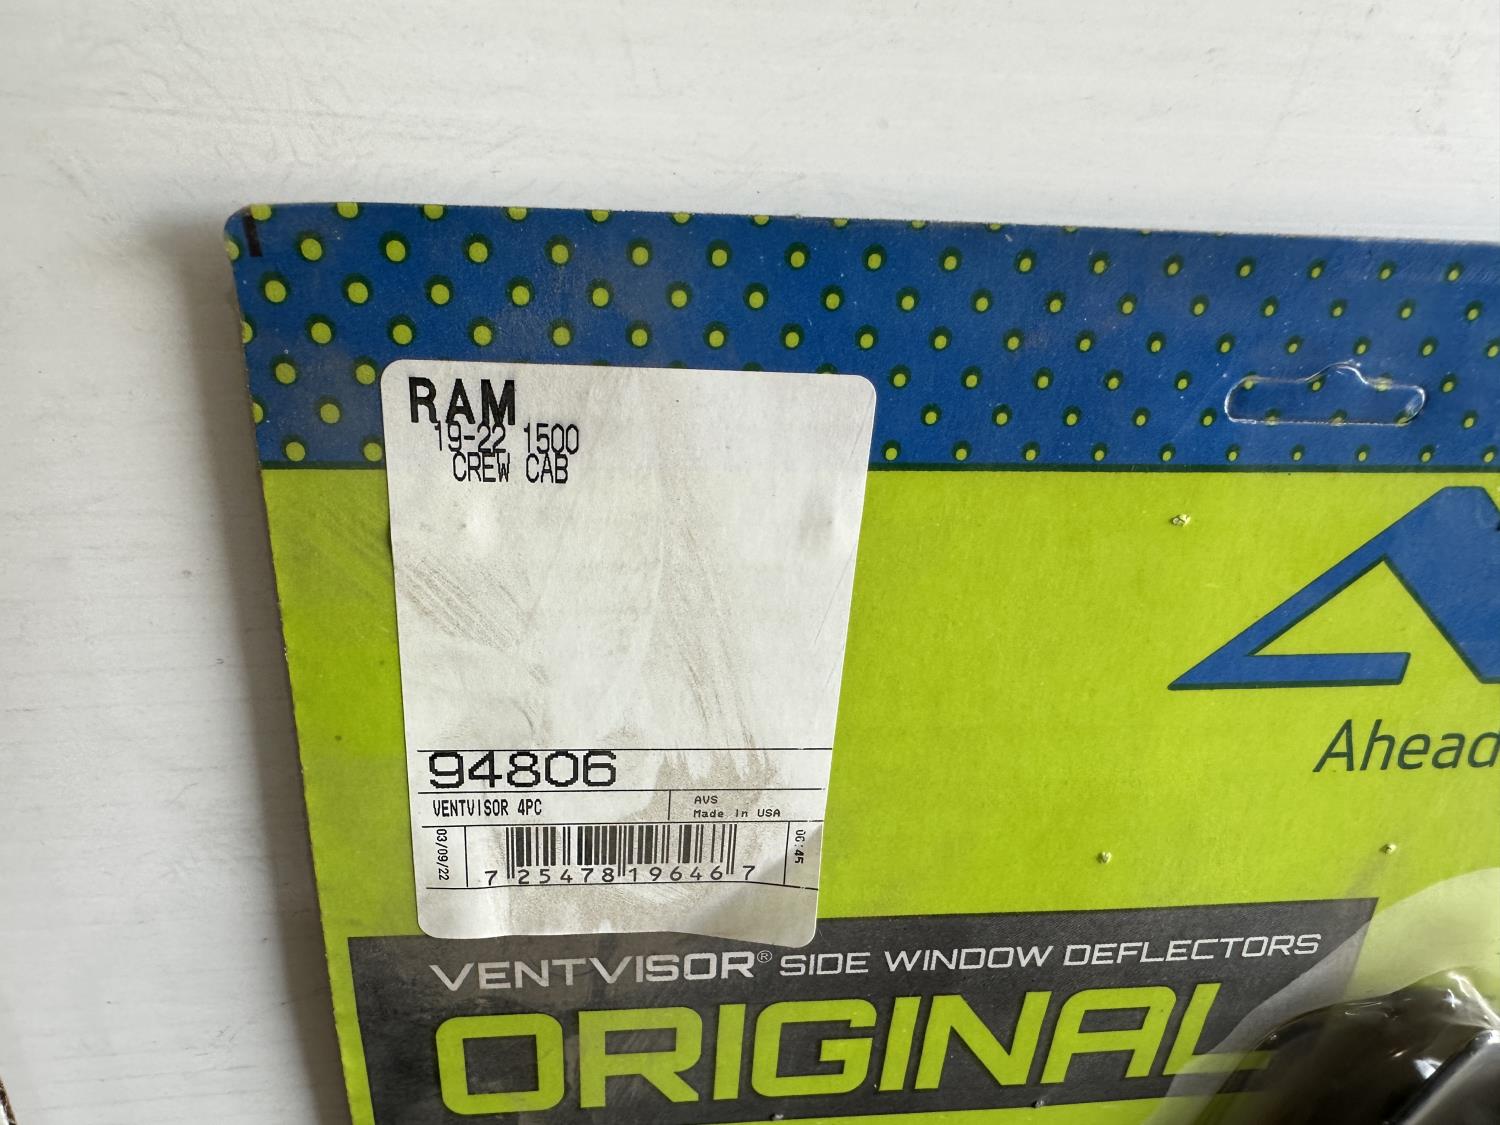 RAM
19-22 1500
CREW CAB
94806
VENTVISOR 4PC
AVS
Made In USA
03/09/22
06:45
7 25478 19646 7
Ahead
VENTVISOR® SIDE WINDOW DEFLECTORS
ORIGINAL